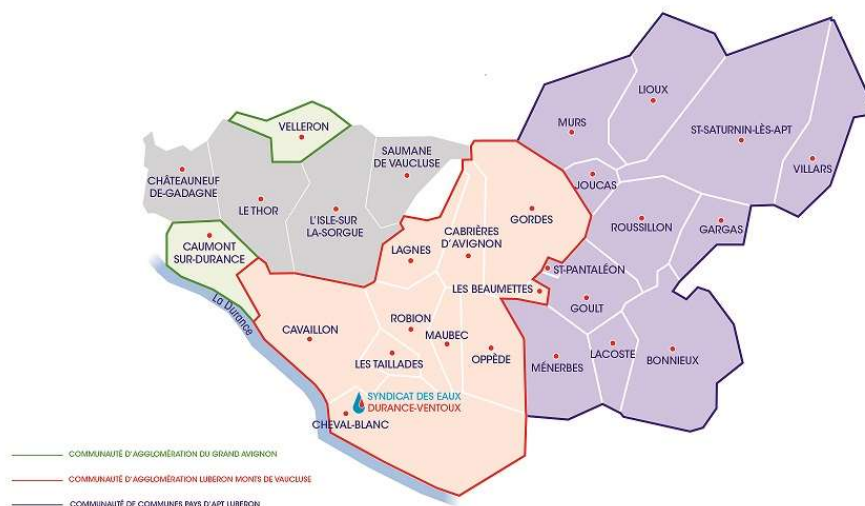 LIOUX
MURS
ST-SATURNIN-LÈS-APT
VELLERON
SAUMANE
DE VAUCLUSE
VILLARS
CHÂTEAUNEUF
DE-GADAGNE
JOUCAS
LE THOR
L'ISLE-SUR
LA-SORGUE
GORDES
CABRIÈRES
D'AVIGNON
ROUSSILLON
GARGAS
LAGNES
CAUMONT
SUR-DURANCE
ST-PANTALÉON
LES BEAUMETTES
GOULT
La Durance
CAVAILLON
ROBION
MAUBEC
OPPÈDE
LES TAILLADES
MÉNERBES
LACOSTE
BONNIEUX
SYNDICAT DES EAUX
DURANCE-VENTOUX
CHEVAL-BLANC
COMMUNAUTÉ D'AGGLOMÉRATION DU GRAND AVIGNON
COMMUNAUTÉ D'AGGLOMÉRATION LUBERON MONTS DE VAUCLUSE
COMMUNAUTÉ DE COMMUNES PAYS D'APT LUBERON